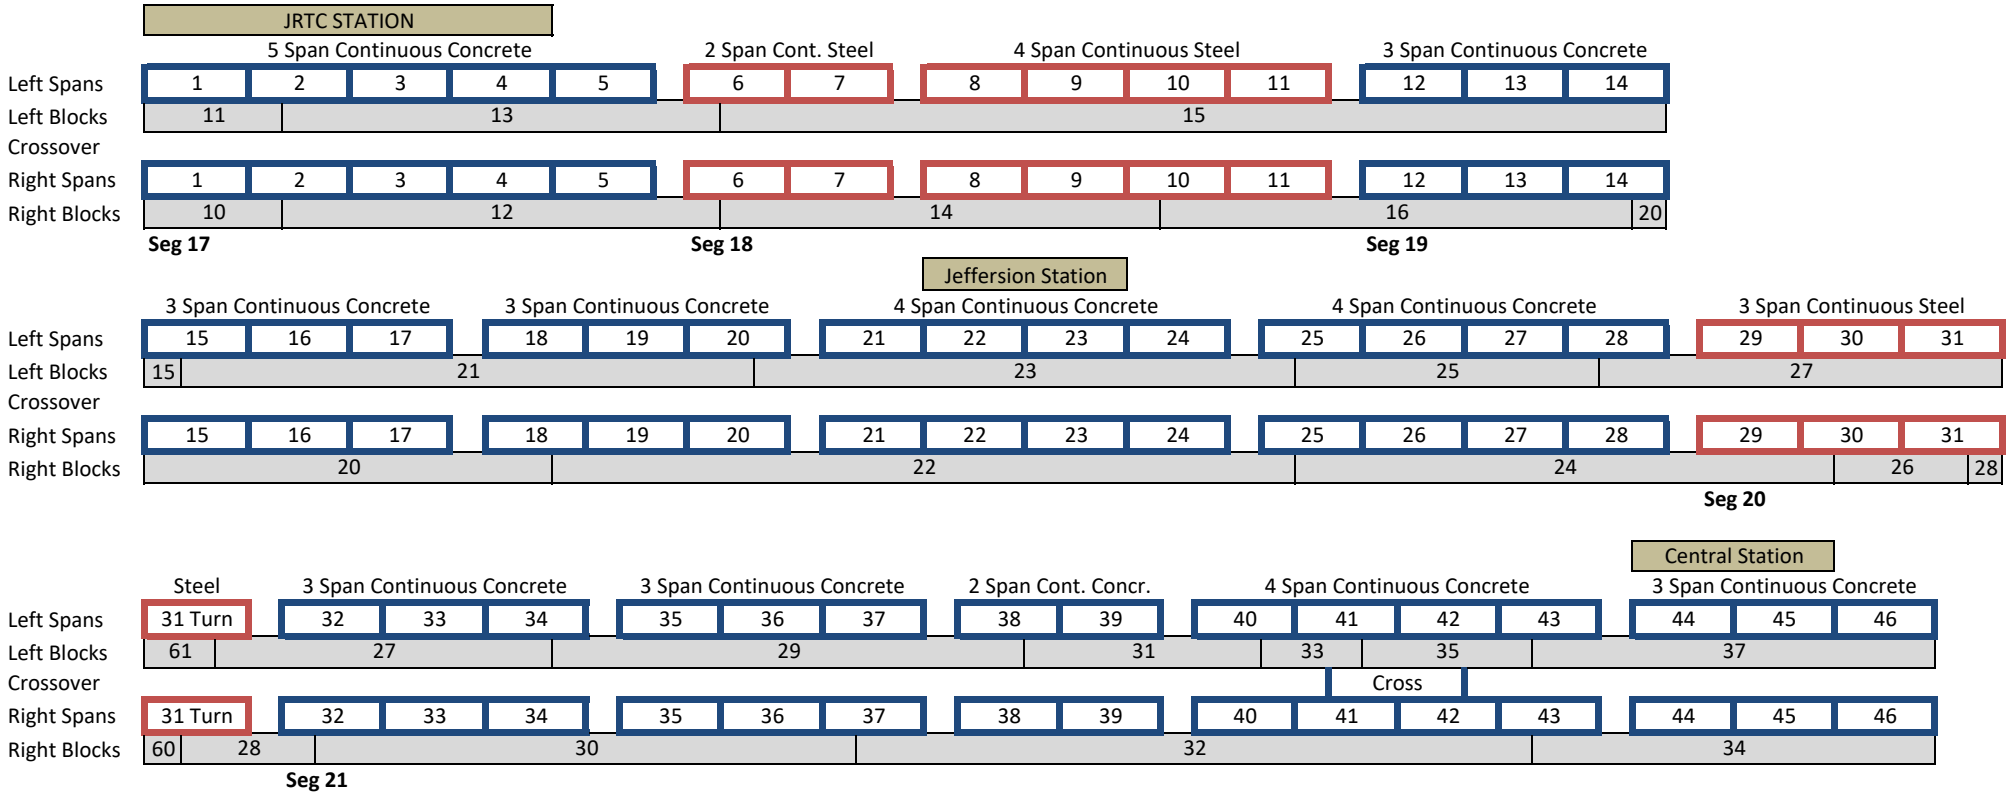 JRTC STATION
5 Span Continuous Concrete 2 Span Cont. Steel 4 Span Continuous Steel 3 Span Continuous Concrete
Left Spans 1 2 3 4 5 6 7 8 9 10 11 12 13 14
Left Blocks 11 13 15
Crossover
Right Spans 1 2 3 4 5 6 7 8 9 10 11 12 13 14
Right Blocks 10 12 14 16 20
Seg 17 Seg 18 Seg 19
Jeffersion Station
3 Span Continuous Concrete 3 Span Continuous Concrete 4 Span Continuous Concrete 4 Span Continuous Concrete 3 Span Continuous Steel
Left Spans 15 16 17 18 19 20 21 22 23 24 25 26 27 28 29 30 31
Left Blocks 15 21 23 25 27
Crossover
Right Spans 15 16 17 18 19 20 21 22 23 24 25 26 27 28 29 30 31
Right Blocks 20 22 24 26 28
Seg 20
Central Station
Steel 3 Span Continuous Concrete 3 Span Continuous Concrete 2 Span Cont. Concr. 4 Span Continuous Concrete 3 Span Continuous Concrete
Left Spans 31 Turn 32 33 34 35 36 37 38 39 40 41 42 43 44 45 46
Left Blocks 61 27 29 31 33 35 37
Crossover Cross
Right Spans 31 Turn 32 33 34 35 36 37 38 39 40 41 42 43 44 45 46
Right Blocks 60 28 30 32 34
Seg 21